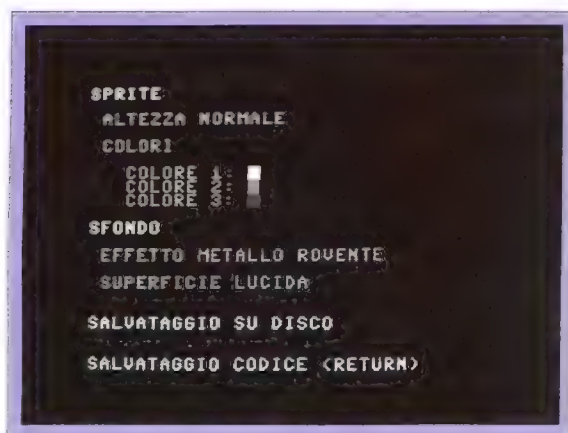 SPRITE
ALTEZZA NORMALE
COLORI
COLORE 1:
COLORE 2:
COLORE 3:
SFONDO
EFFETTO METALLO ROVENTE
SUPERFICIE LUCIDA
SALVATAGGIO SU DISCO
SALVATAGGIO CODICE <RETURN>